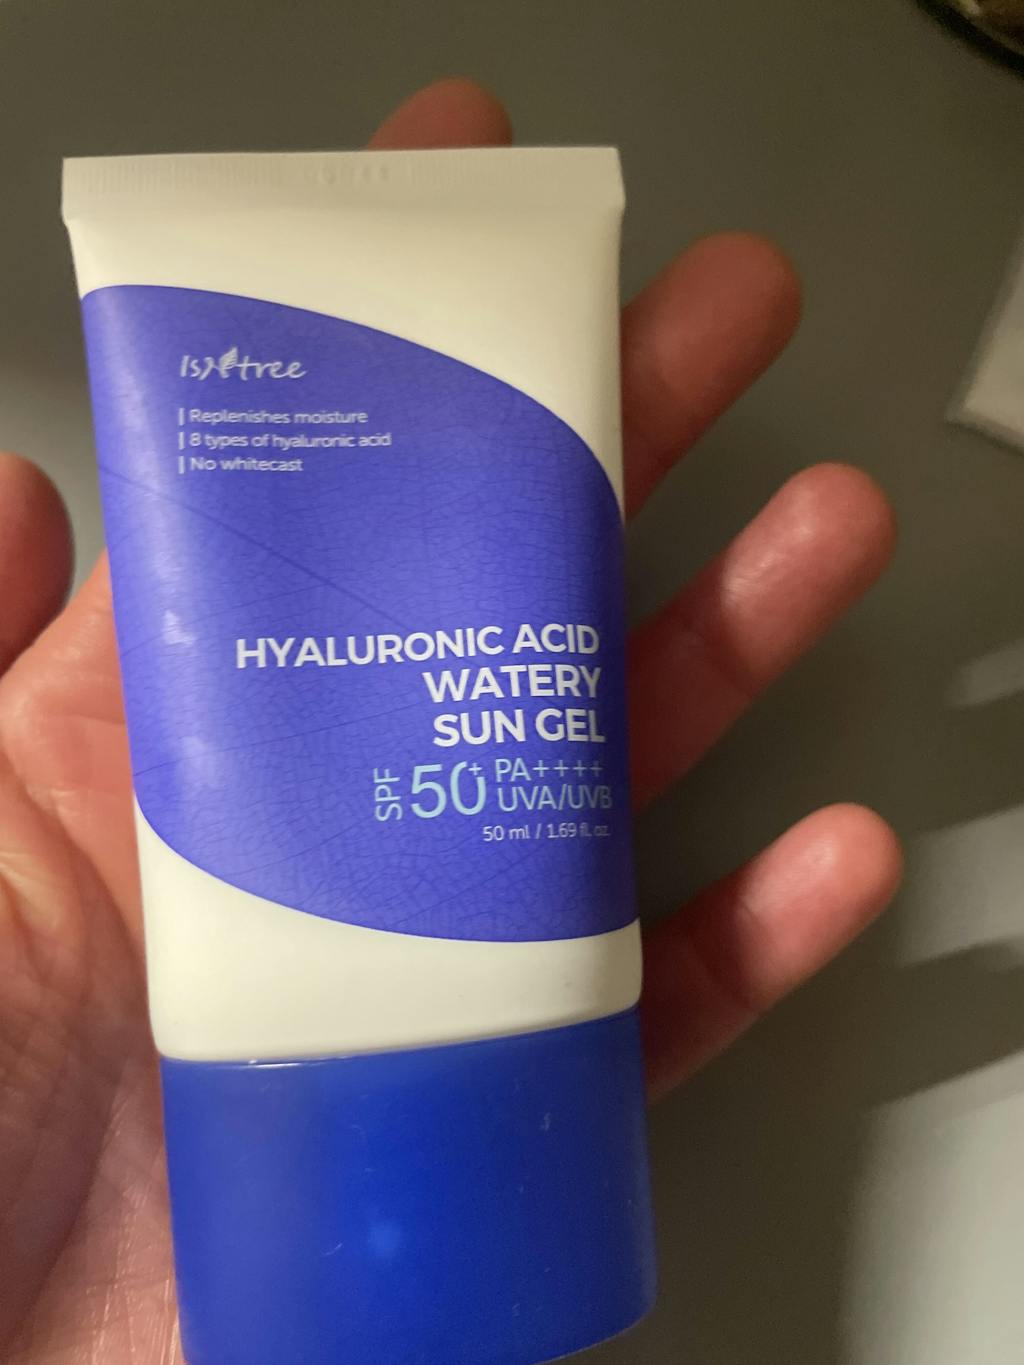 IsNtree
| Replenishes moisture
| 8 types of hyaluronic acid
| No whitecast
HYALURONIC ACID
WATERY
SUN GEL
SPF 50+ PA++++
UVA/UVB
50 ml / 1.69 fl. oz.